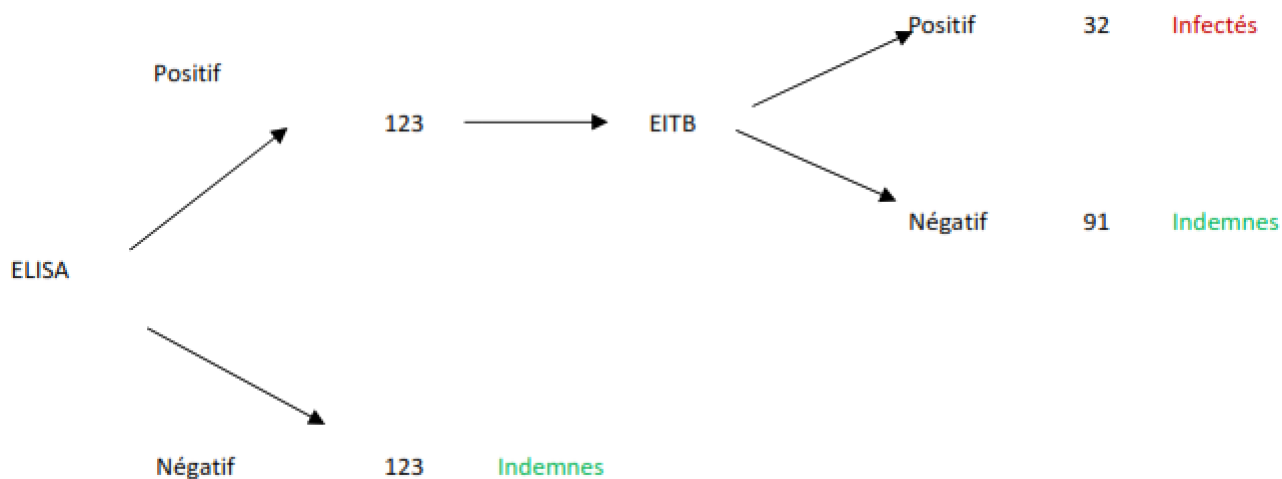 Positif 32 Infectés
Positif
123 EITB
Négatif 91 Indemnes
ELISA
Négatif 123 Indemnes